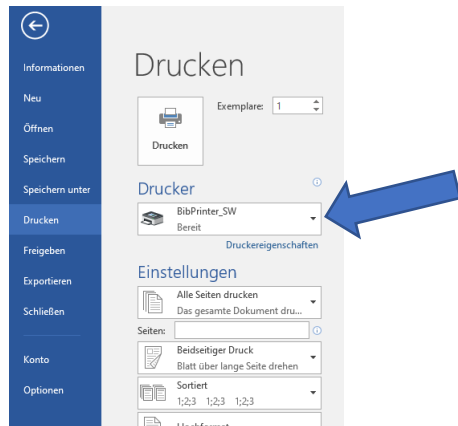 Informationen
Neu
Öffnen
Speichern
Speichern unter
Drucken
Freigeben
Exportieren
Schließen
Konto
Optionen
Drucken
Exemplare: 1
Drucken
Drucker
BibPrinter_SW
Bereit
Druckereigenschaften
Einstellungen
Alle Seiten drucken
Das gesamte Dokument dru...
Seiten:
Beidseitiger Druck
Blatt über lange Seite drehen
Sortiert
1;2;3 1;2;3 1;2;3